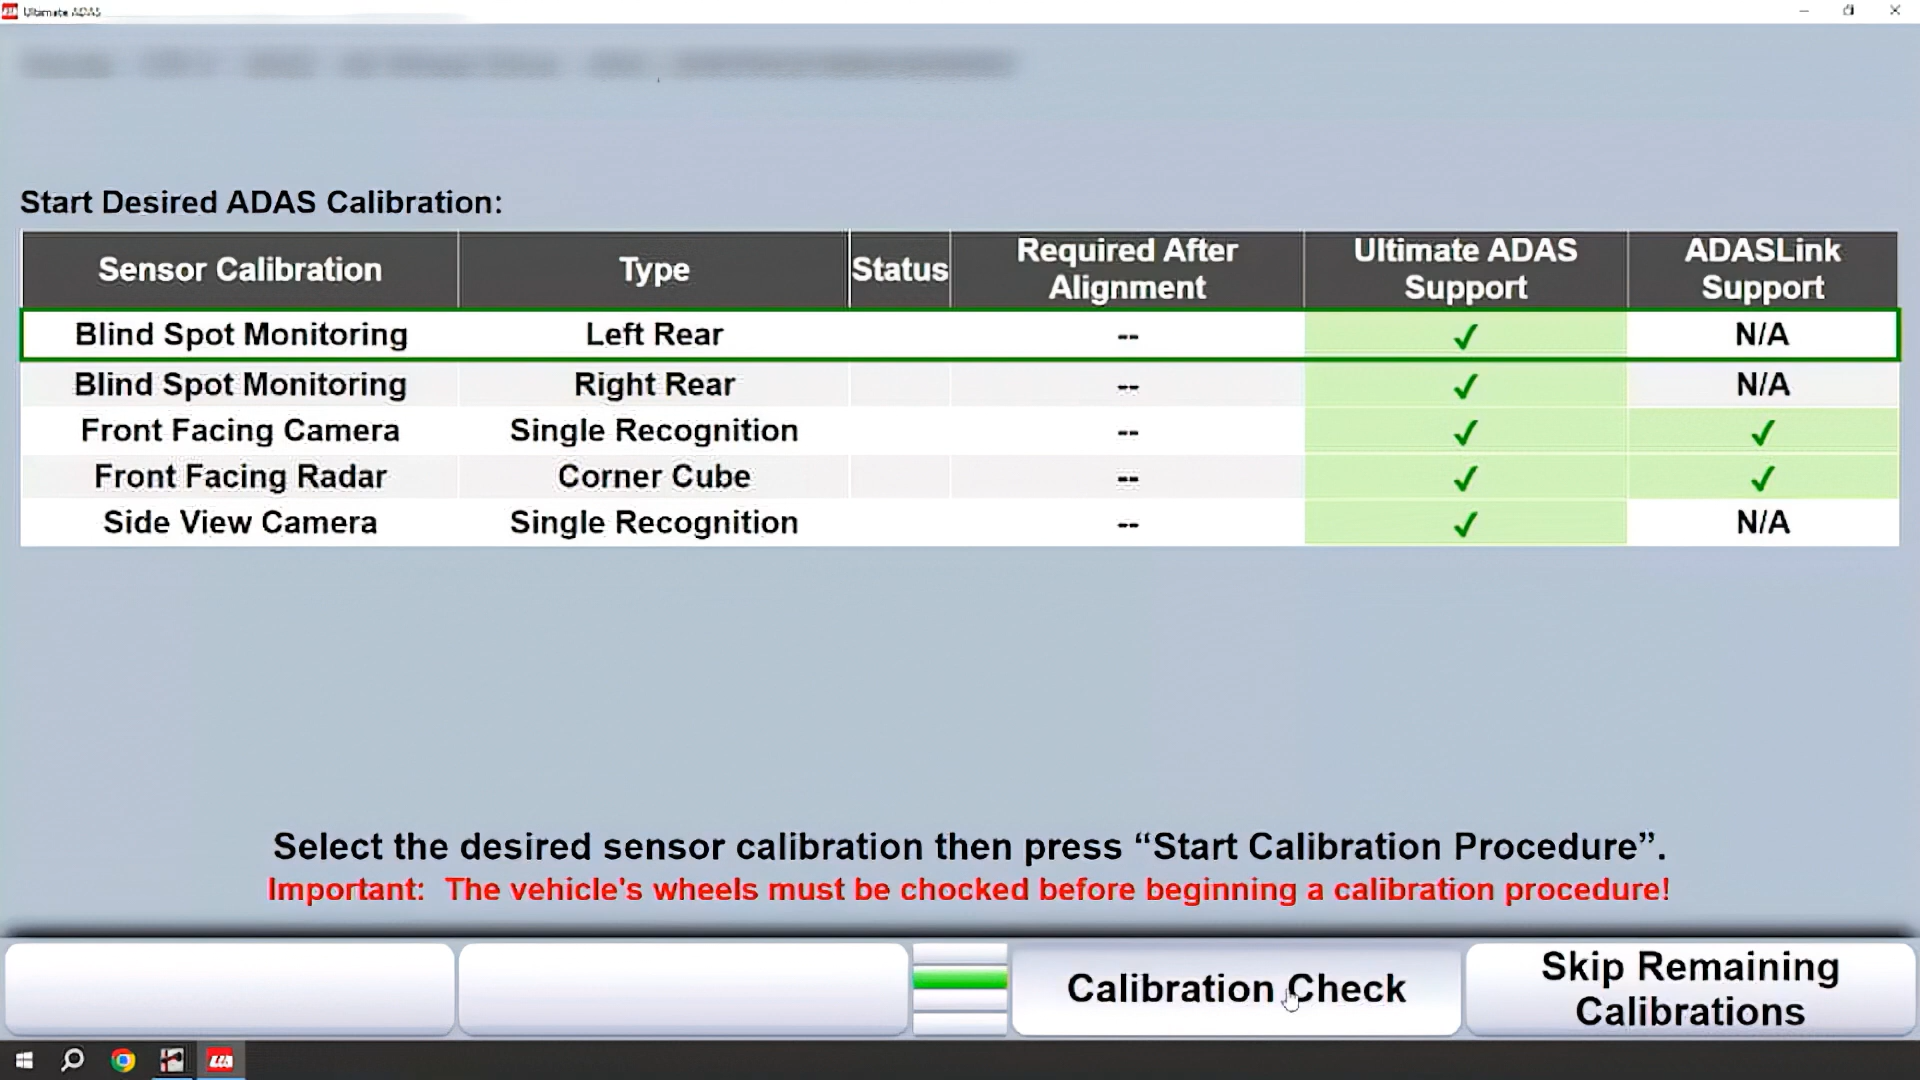 Ultimate ADAS
Start Desired ADAS Calibration:
Sensor Calibration Type Status Required After Alignment Ultimate ADAS Support ADASLink Support
Blind Spot Monitoring Left Rear -- ✓ N/A
Blind Spot Monitoring Right Rear -- ✓ N/A
Front Facing Camera Single Recognition -- ✓ ✓
Front Facing Radar Corner Cube -- ✓ ✓
Side View Camera Single Recognition -- ✓ N/A
Select the desired sensor calibration then press “Start Calibration Procedure”.
Important: The vehicle's wheels must be chocked before beginning a calibration procedure!
Calibration Check
Skip Remaining
Calibrations